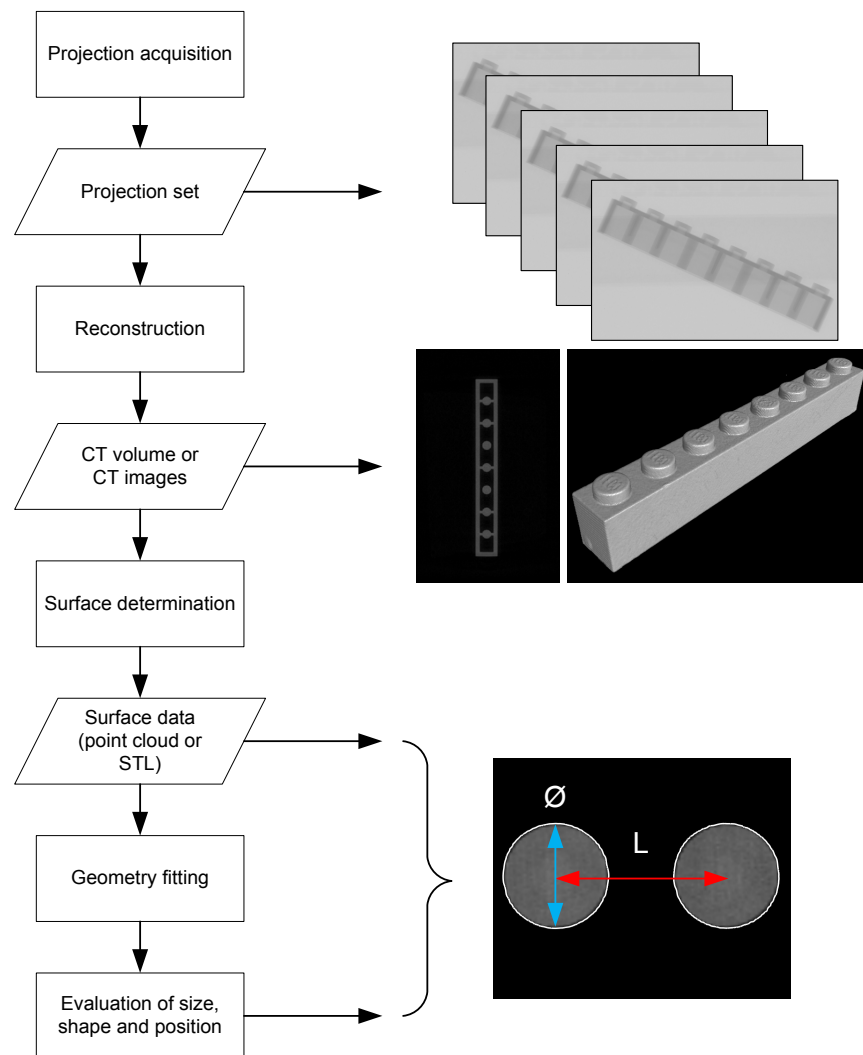 Projection acquisition
Projection set
Reconstruction
CT volume or
CT images
Surface determination
Surface data
(point cloud or
STL)
Ø
L
Geometry fitting
Evaluation of size,
shape and position